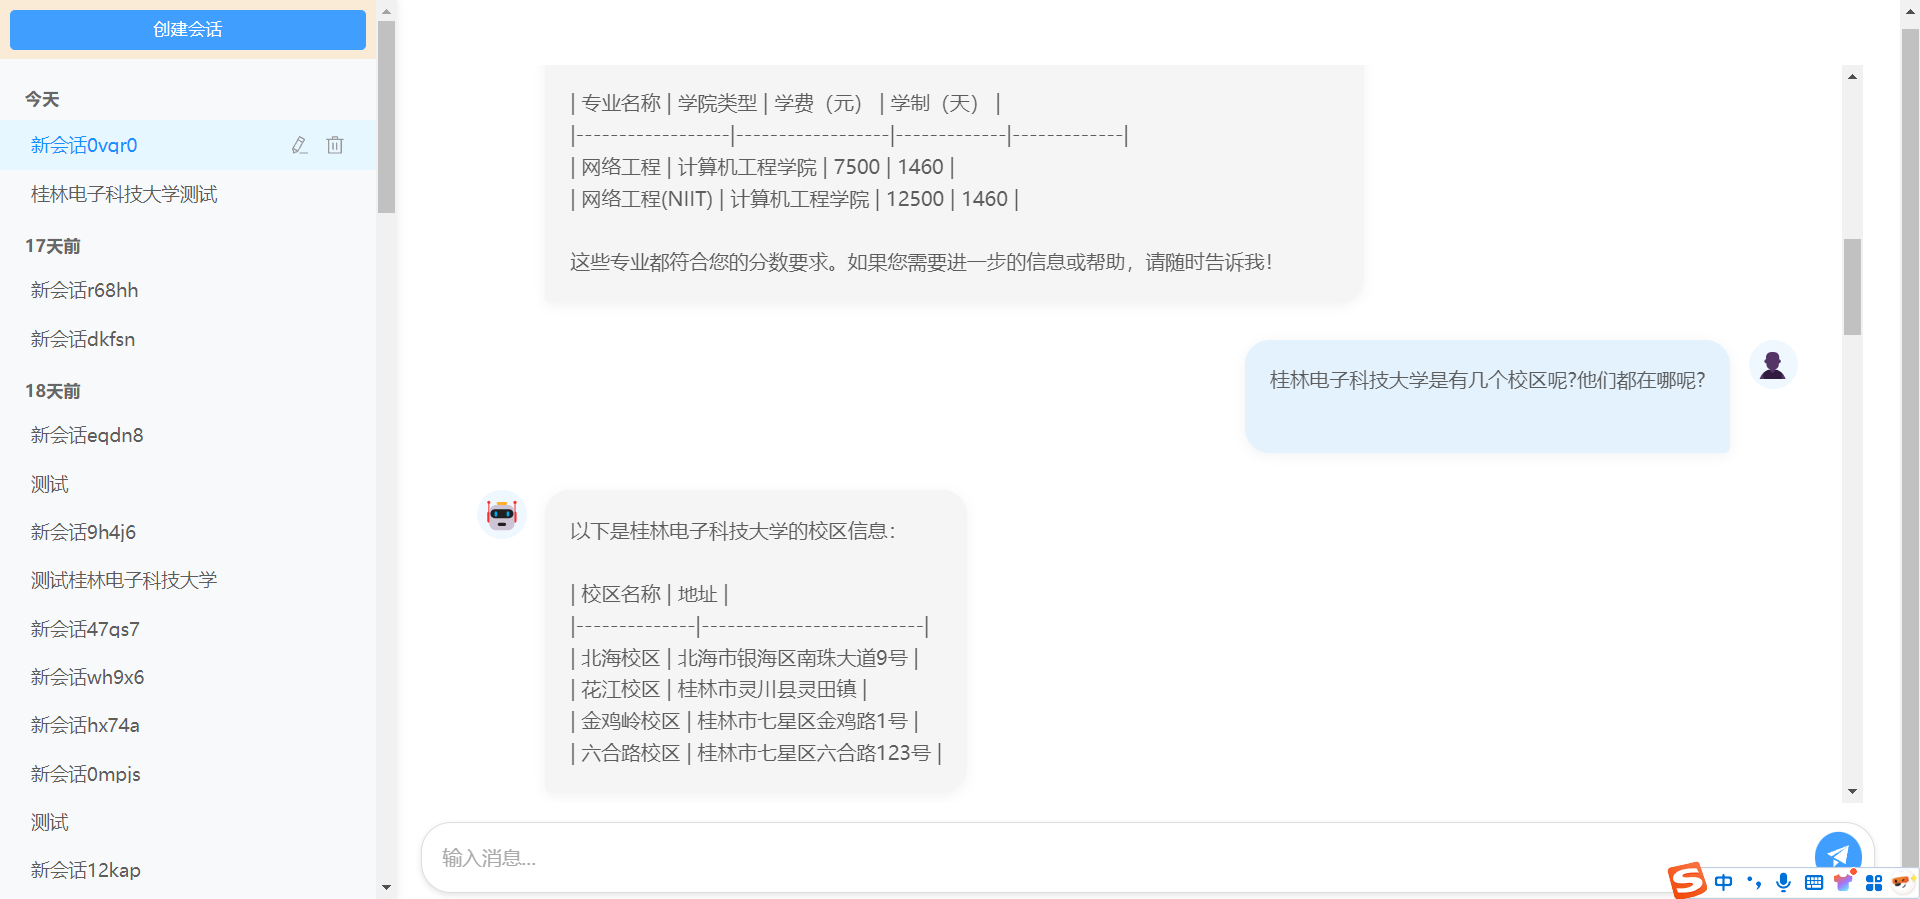 创建会话
今天
新会话0vqr0
桂林电子科技大学测试
17天前
新会话r68hh
新会话dkfsn
18天前
新会话eqdn8
测试
新会话9h4j6
测试桂林电子科技大学
新会话47qs7
新会话wh9x6
新会话hx74a
新会话0mpjs
测试
新会话12kap
| 专业名称 | 学院类型 | 学费（元） | 学制（天） |
|------------------|------------------|-------------|-------------|
| 网络工程 | 计算机工程学院 | 7500 | 1460 |
| 网络工程(NIIT) | 计算机工程学院 | 12500 | 1460 |
这些专业都符合您的分数要求。如果您需要进一步的信息或帮助，请随时告诉我！
桂林电子科技大学是有几个校区呢?他们都在哪呢?
以下是桂林电子科技大学的校区信息：
| 校区名称 | 地址 |
|--------------|--------------------------|
| 北海校区 | 北海市银海区南珠大道9号 |
| 花江校区 | 桂林市灵川县灵田镇 |
| 金鸡岭校区 | 桂林市七星区金鸡路1号 |
| 六合路校区 | 桂林市七星区六合路123号 |
输入消息...
中